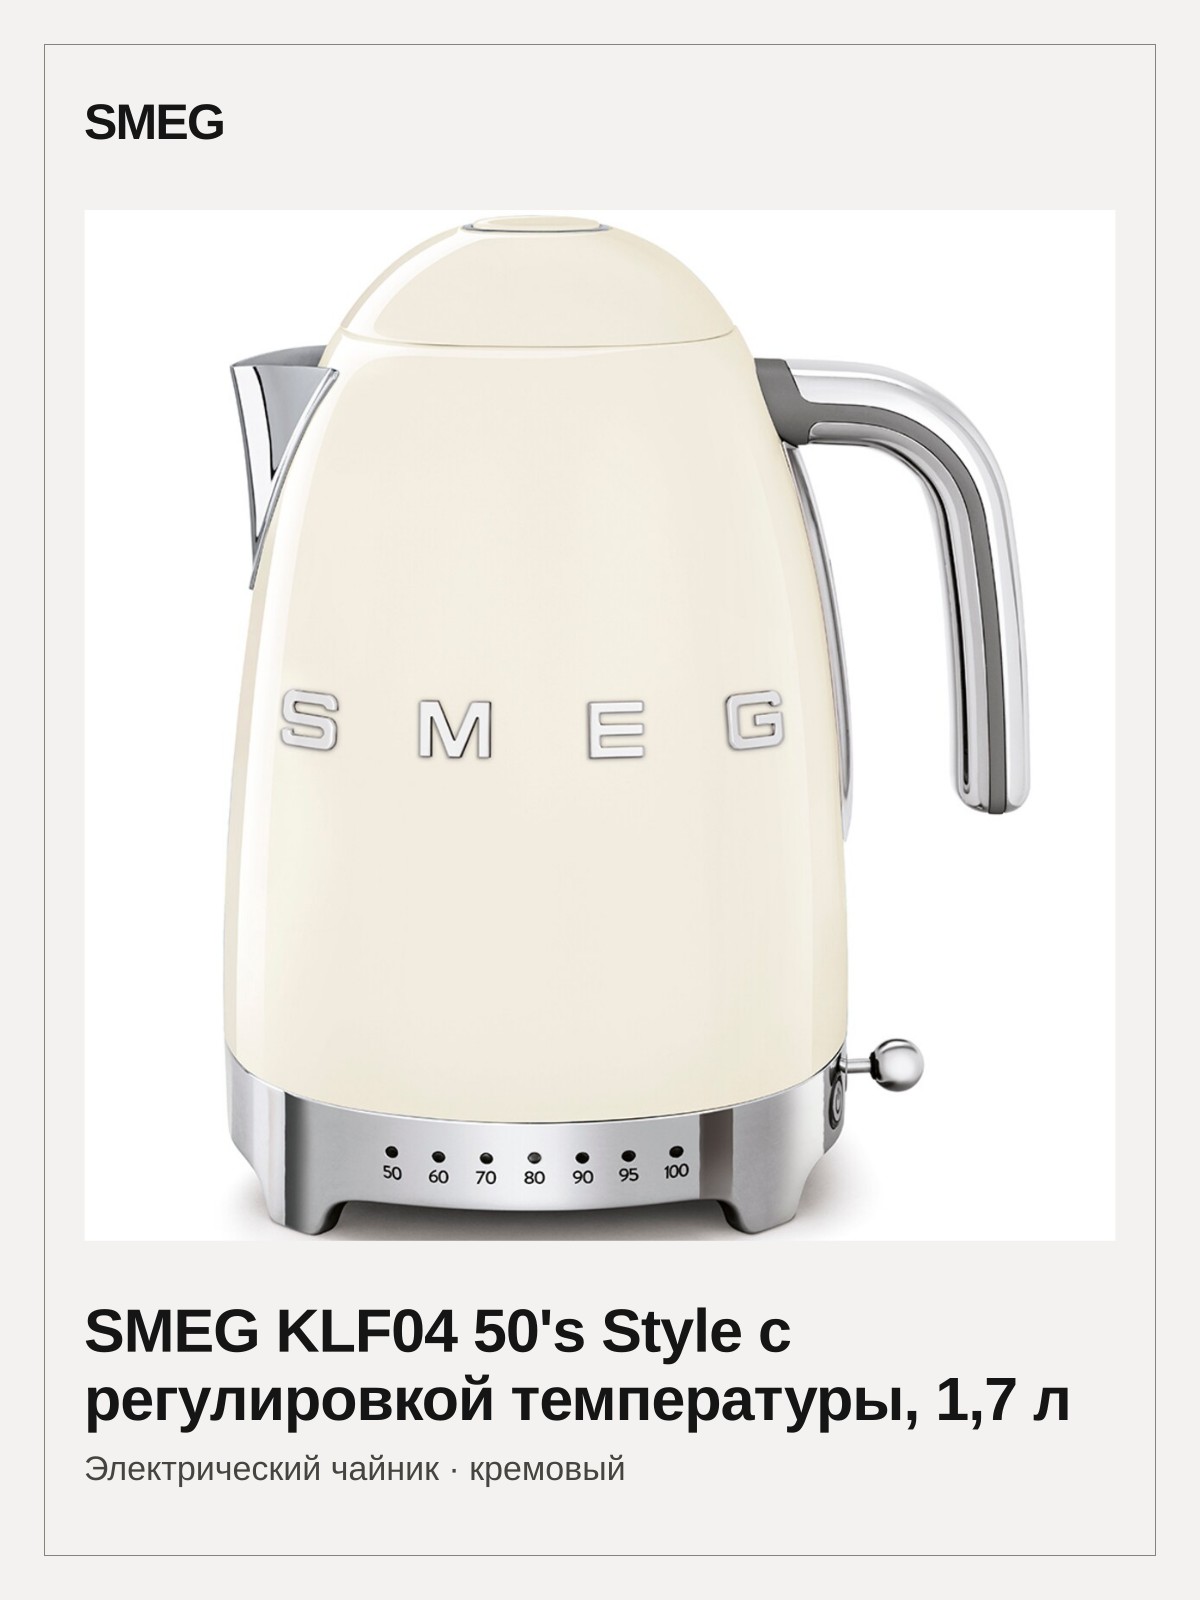 SMEG
SMEG
50 60 70 80 90 95 100
SMEG KLF04 50's Style с
регулировкой температуры, 1,7 л
Электрический чайник · кремовый